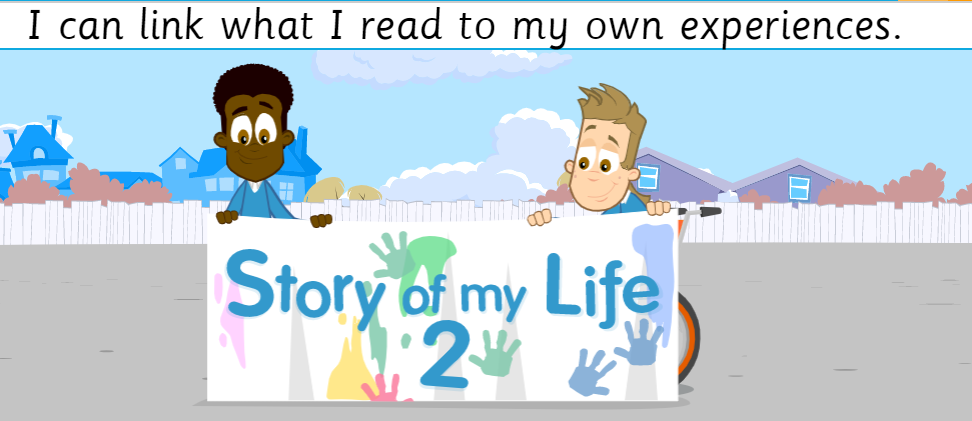 I can link what I read to my own experiences.
Story of my Life
2